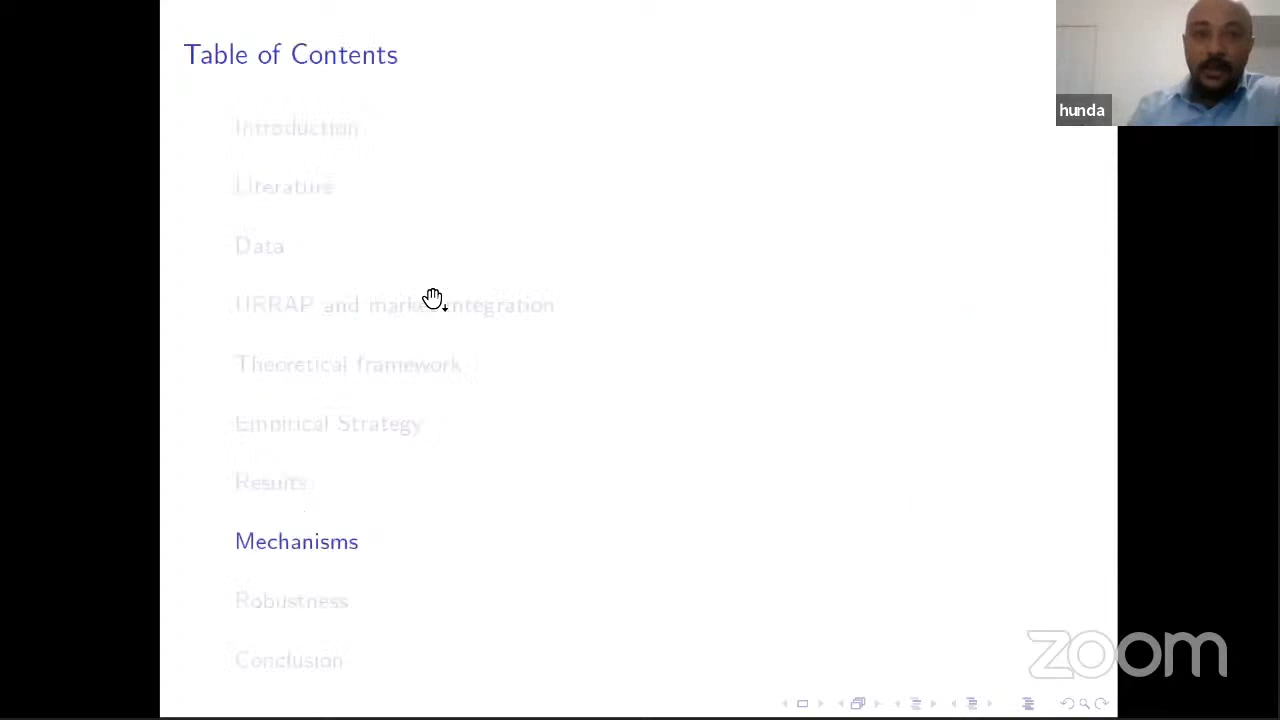 Table of Contents
hunda
Introduction
Literature
Data
URRAP and market integration
Theoretical framework
Empirical Strategy
Results
Mechanisms
Robustness
Conclusion
zoom